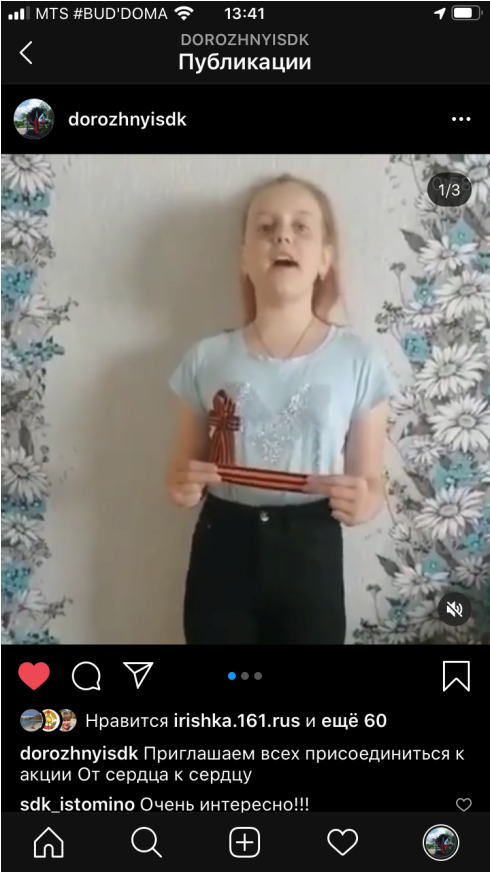 MTS #BUD'DOMA 13:41
DOROZHNYISDK
Публикации
dorozhnyisdk
1/3
Нравится irishka.161.rus и ещё 60
dorozhnyisdk Приглашаем всех присоединиться к
акции От сердца к сердцу
sdk_istomino Очень интересно!!!